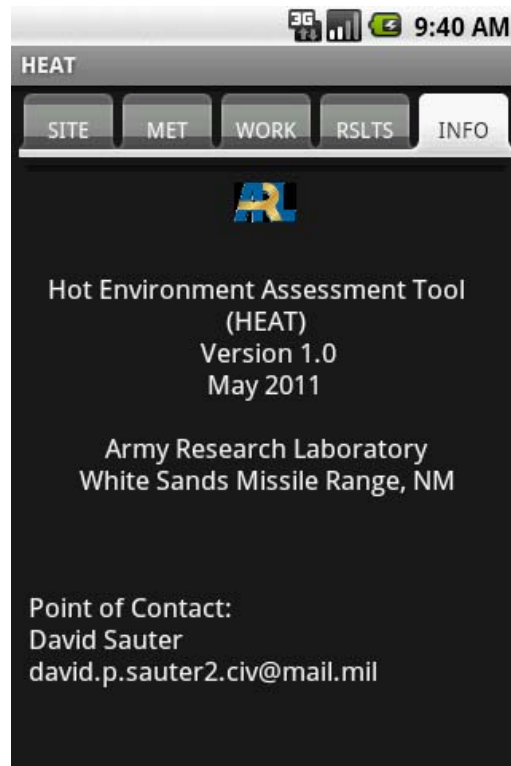 3G 9:40 AM
HEAT
SITE MET WORK RSLTS INFO
ARL
Hot Environment Assessment Tool
(HEAT)
Version 1.0
May 2011
Army Research Laboratory
White Sands Missile Range, NM
Point of Contact:
David Sauter
david.p.sauter2.civ@mail.mil